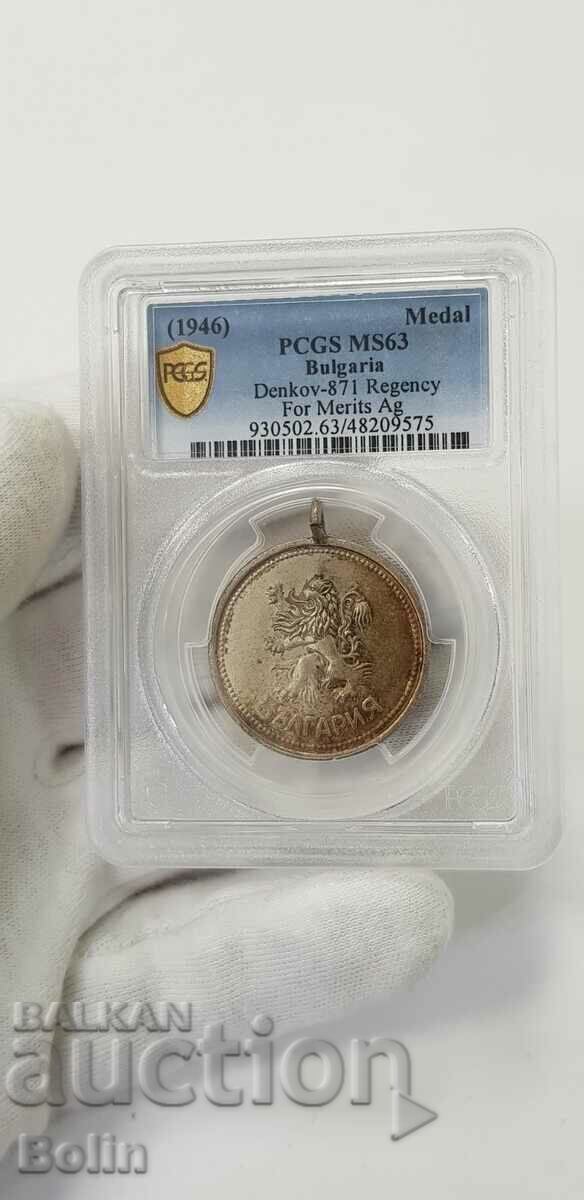 (1946)
Medal
PCGS MS63
Bulgaria
Denkov-871 Regency
For Merits Ag
930502.63/48209575
PCGS
БЪЛГАРИЯ
PCGS
BALKAN
auction
Bolin